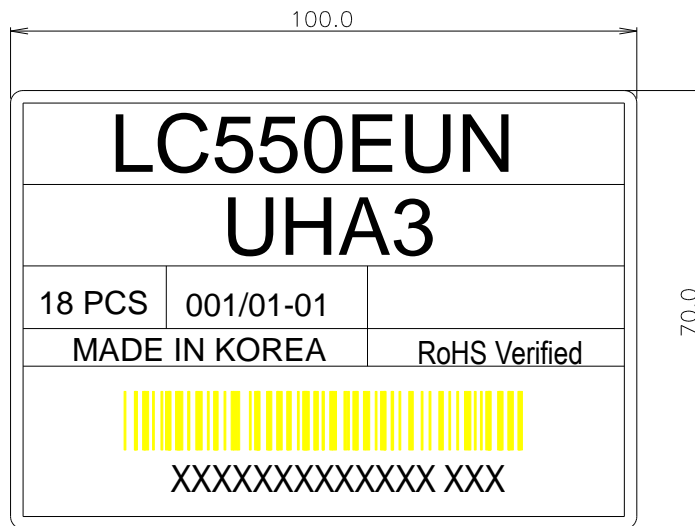 100.0
LC550EUN
UHA3
70.0
18 PCS 001/01-01
MADE IN KOREA RoHS Verified
XXXXXXXXXXXXX XXX